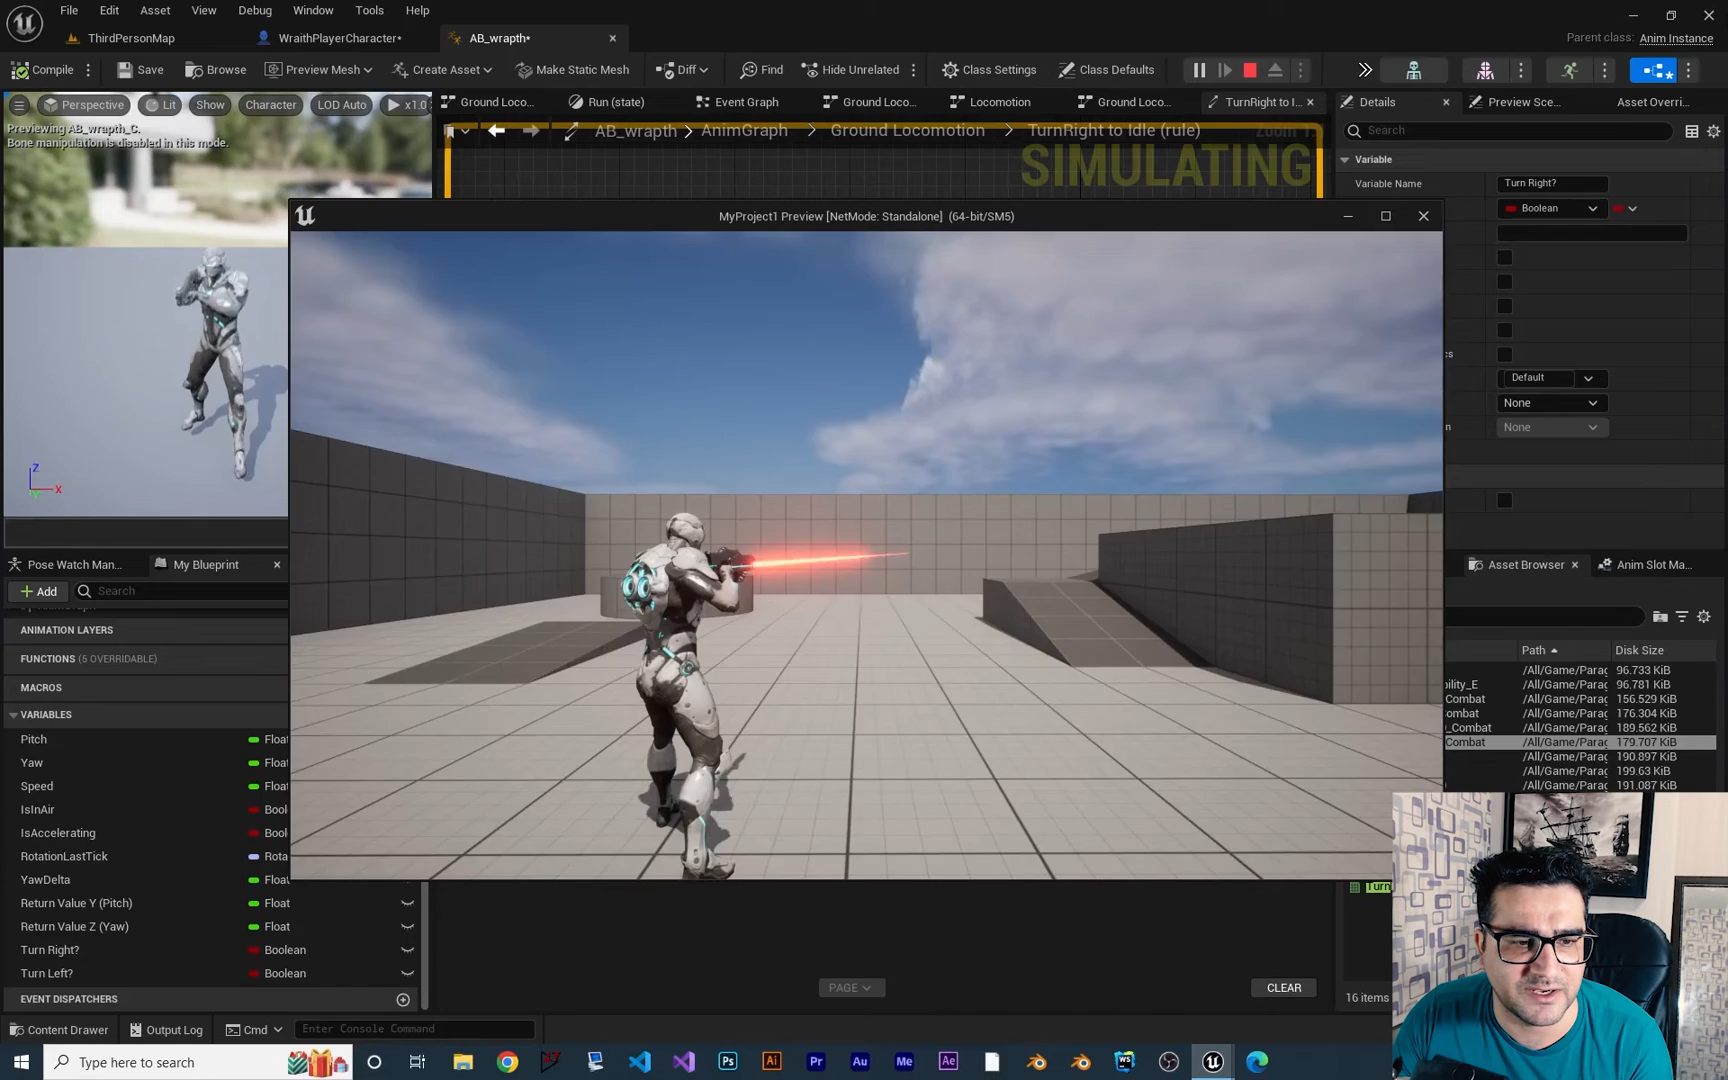 File Edit Asset View Debug Window Tools Help
ThirdPersonMap WraithPlayerCharacter* AB_wrapth*
Parent class: Anim Instance
Compile Save Browse Preview Mesh Create Asset Make Static Mesh Diff Find Hide Unrelated Class Settings Class Defaults
Perspective Lit Show Character LOD Auto x1.0
Ground Loco... Run (state) Event Graph Ground Loco... Locomotion Ground Loco... TurnRight to I...
Details Preview Sce... Asset Overri...
Previewing AB_wrapth_C.
Bone manipulation is disabled in this mode.
AB_wrapth > AnimGraph > Ground Locomotion > TurnRight to Idle (rule)
SIMULATING
Search
Variable
Variable Name Turn Right?
Boolean
Default
None
None
MyProject1 Preview [NetMode: Standalone] (64-bit/SM5)
Z
X
Pose Watch Man... My Blueprint
Add Search
ANIMATION LAYERS
FUNCTIONS (5 OVERRIDABLE)
MACROS
VARIABLES
Pitch Float
Yaw Float
Speed Float
IsInAir Bool
IsAccelerating Bool
RotationLastTick Rota
YawDelta Float
Return Value Y (Pitch) Float
Return Value Z (Yaw) Float
Turn Right? Boolean
Turn Left? Boolean
EVENT DISPATCHERS
Asset Browser Anim Slot Ma...
Path Disk Size
/All/Game/Parag 96.733 KiB
bility_E /All/Game/Parag 96.781 KiB
Combat /All/Game/Parag 156.529 KiB
Combat /All/Game/Parag 176.304 KiB
_Combat /All/Game/Parag 189.562 KiB
Combat /All/Game/Parag 179.707 KiB
/All/Game/Parag 190.897 KiB
/All/Game/Parag 199.63 KiB
/All/Game/Parag 191.087 KiB
Turn
PAGE CLEAR
16 items
Content Drawer Output Log Cmd Enter Console Command
Type here to search
Ps Ai Pr Au Me Ae WS